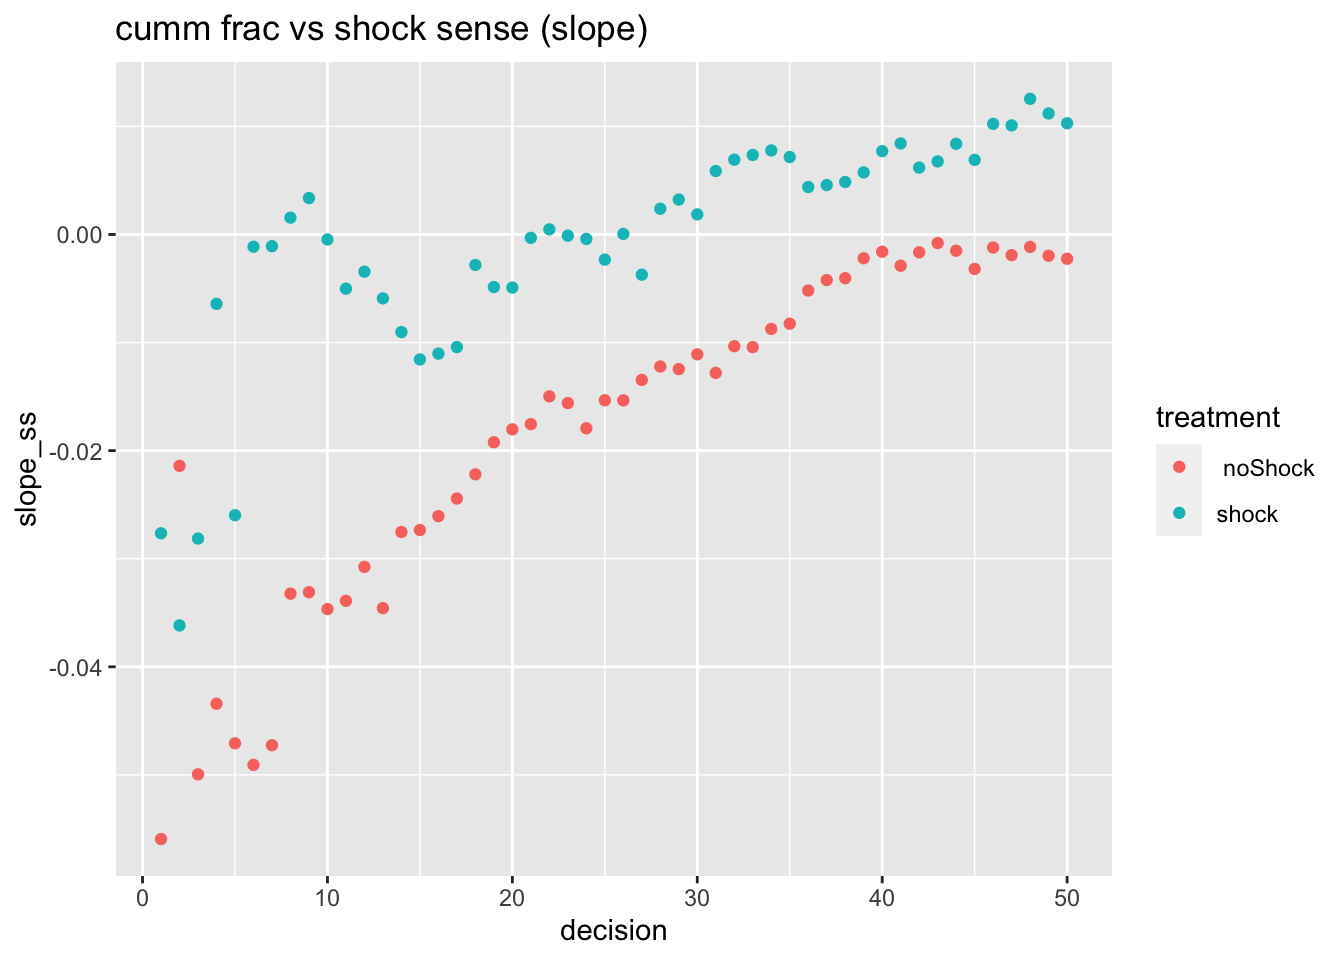 cumm frac vs shock sense (slope)
0.00
-0.02
-0.04
slope_ss
0
10
20
30
40
50
decision
treatment
noShock
shock